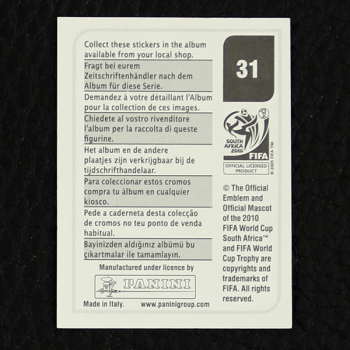 Collect these stickers in the album
available from your local shop.
Fragt bei eurem
Zeitschriftenhändler nach dem
Album für diese Serie.
Demandez à votre détaillant l'Album
pour la collection de ces images.
Chiedete al vostro rivenditore
l'album per la raccolta di queste
figurine.
Het album en de andere
plaatjes zijn verkrijgbaar bij de
tijdschrifthandelaar.
Para coleccionar estos cromos
compra tu álbum en cualquier
kiosco.
Pede a caderneta desta colecção
de cromos no teu ponto de venda
habitual.
Bayinizden aldığınız albümü bu
çıkartmalar ile tamamlayın.
Manufactured under licence by
PANINI
Made in Italy. www.paninigroup.com
31
SOUTH AFRICA
2010
FIFA
OFFICIAL LICENSED
PRODUCT
© 2005 FIFA TM
© The Official
Emblem and
Official Mascot
of the 2010
FIFA World Cup
South Africa™
and FIFA World
Cup Trophy are
copyrights and
trademarks of
FIFA. All rights
reserved.